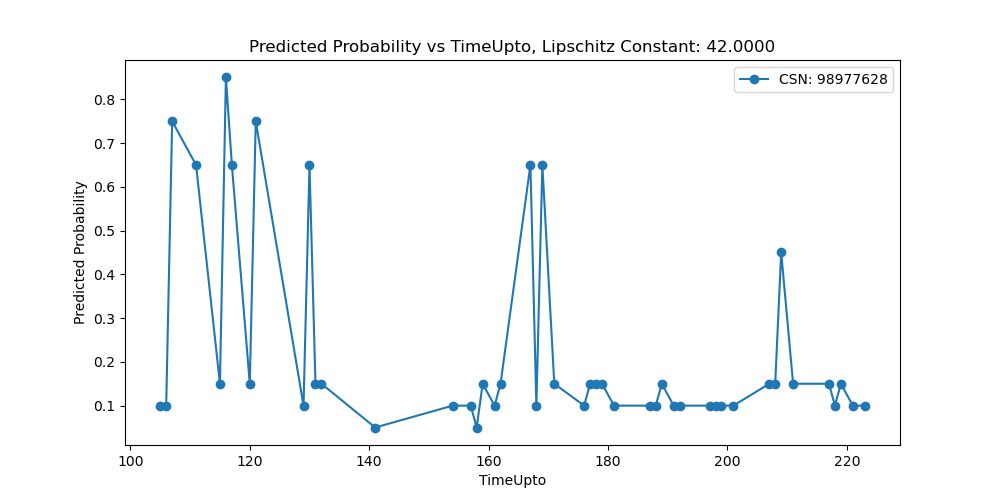 Predicted Probability vs TimeUpto, Lipschitz Constant: 42.0000
CSN: 98977628
Predicted Probability
0.8
0.7
0.6
0.5
0.4
0.3
0.2
0.1
100 120 140 160 180 200 220
TimeUpto